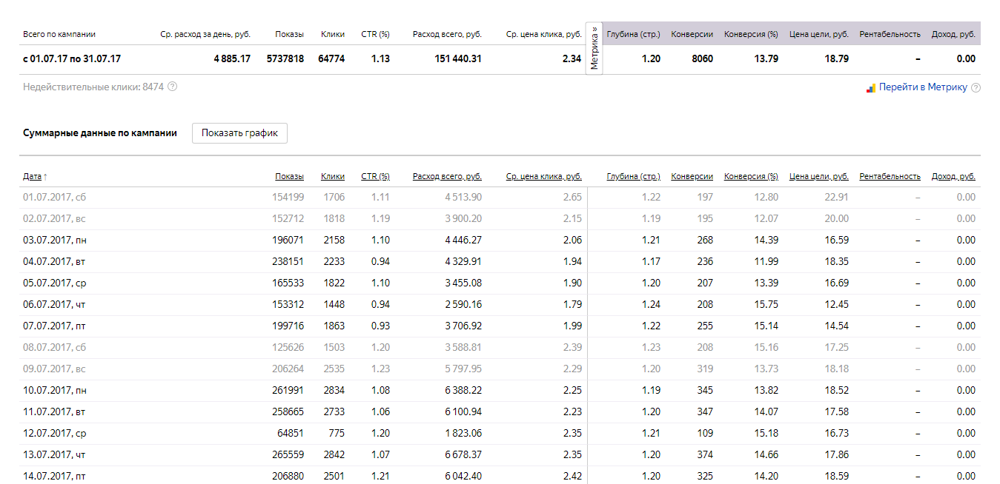 Всего по кампании Ср. расход за день, руб. Показы Клики CTR (%) Расход всего, руб. Ср. цена клика, руб. Метрика » Глубина (стр.) Конверсии Конверсия (%) Цена цели, руб. Рентабельность Доход, руб.
с 01.07.17 по 31.07.17 4 885.17 5737818 64774 1.13 151 440.31 2.34 1.20 8060 13.79 18.79 – 0.00
Недействительные клики: 8474 ? Перейти в Метрику ?
Суммарные данные по кампании Показать график
Дата ↑ Показы Клики CTR (%) Расход всего, руб. Ср. цена клика, руб. Глубина (стр.) Конверсии Конверсия (%) Цена цели, руб. Рентабельность Доход, руб.
01.07.2017, сб 154199 1706 1.11 4 513.90 2.65 1.22 197 12.80 22.91 – 0.00
02.07.2017, вс 152712 1818 1.19 3 900.20 2.15 1.19 195 12.07 20.00 – 0.00
03.07.2017, пн 196071 2158 1.10 4 446.27 2.06 1.21 268 14.39 16.59 – 0.00
04.07.2017, вт 238151 2233 0.94 4 329.91 1.94 1.17 236 11.99 18.35 – 0.00
05.07.2017, ср 165533 1822 1.10 3 455.08 1.90 1.20 207 13.39 16.69 – 0.00
06.07.2017, чт 153312 1448 0.94 2 590.16 1.79 1.24 208 15.75 12.45 – 0.00
07.07.2017, пт 199716 1863 0.93 3 706.92 1.99 1.22 255 15.14 14.54 – 0.00
08.07.2017, сб 125626 1503 1.20 3 588.81 2.39 1.23 208 15.16 17.25 – 0.00
09.07.2017, вс 206264 2535 1.23 5 797.95 2.29 1.20 319 13.73 18.18 – 0.00
10.07.2017, пн 261991 2834 1.08 6 388.22 2.25 1.19 345 13.82 18.52 – 0.00
11.07.2017, вт 258665 2733 1.06 6 100.94 2.23 1.20 347 14.07 17.58 – 0.00
12.07.2017, ср 64851 775 1.20 1 823.06 2.35 1.21 109 15.18 16.73 – 0.00
13.07.2017, чт 265559 2842 1.07 6 678.37 2.35 1.20 374 14.66 17.86 – 0.00
14.07.2017, пт 206880 2501 1.21 6 042.40 2.42 1.20 325 14.20 18.59 – 0.00